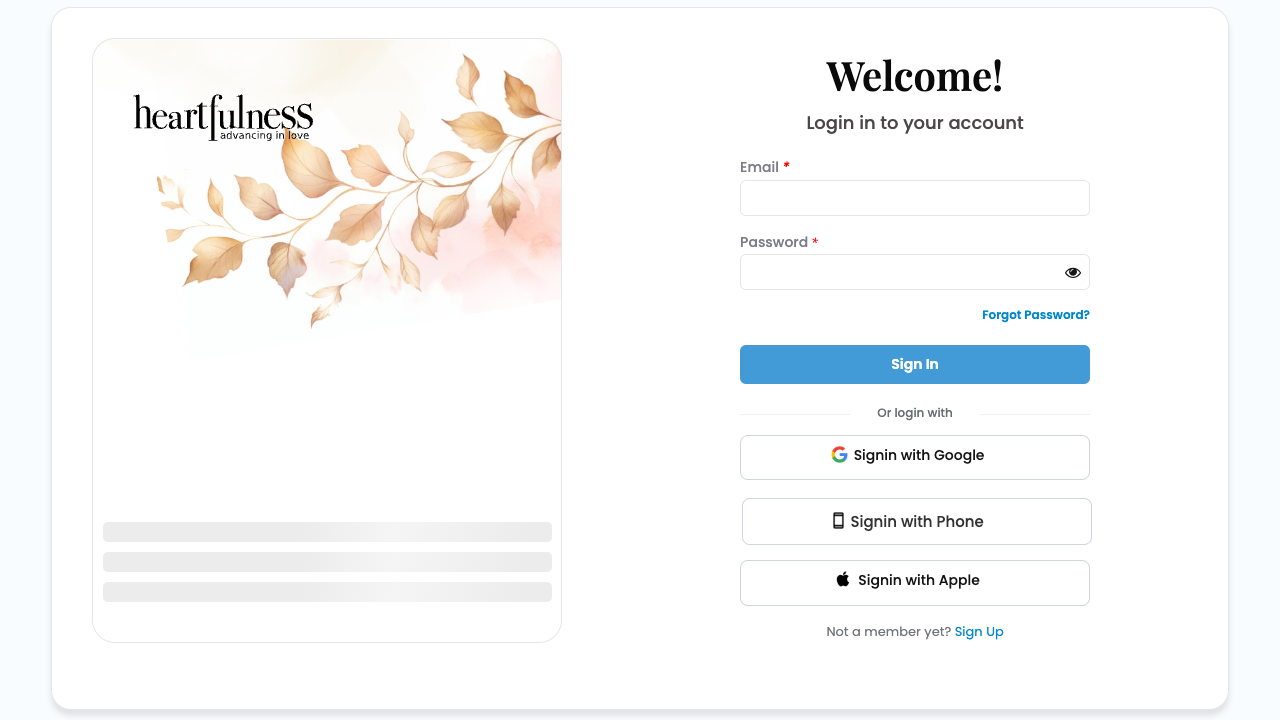 heartfulness
advancing in love
Welcome!
Login in to your account
Email *
Password *
Forgot Password?
Sign In
Or login with
Signin with Google
Signin with Phone
Signin with Apple
Not a member yet? Sign Up